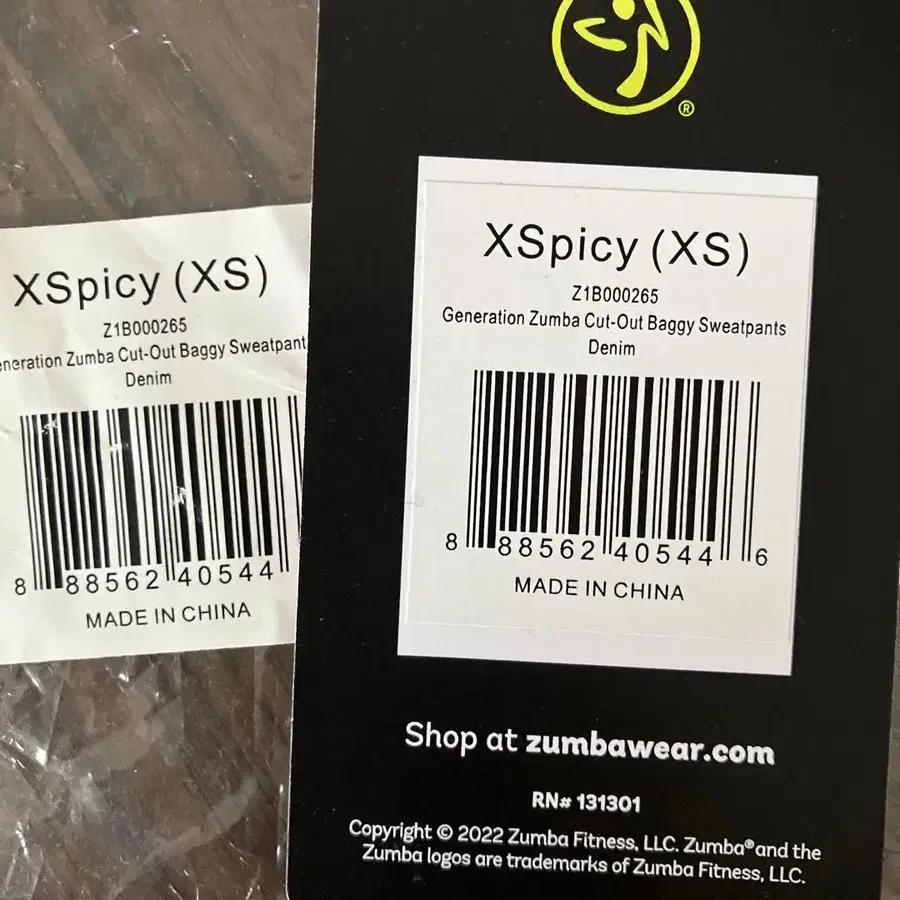 XSpicy (XS)
Z1B000265
eneration Zumba Cut-Out Baggy Sweatpant
Denim
8 88562 40544
MADE IN CHINA
®
XSpicy (XS)
Z1B000265
Generation Zumba Cut-Out Baggy Sweatpants
Denim
8 88562 40544 6
MADE IN CHINA
Shop at zumbawear.com
RN# 131301
Copyright © 2022 Zumba Fitness, LLC. Zumba® and the
Zumba logos are trademarks of Zumba Fitness, LLC.